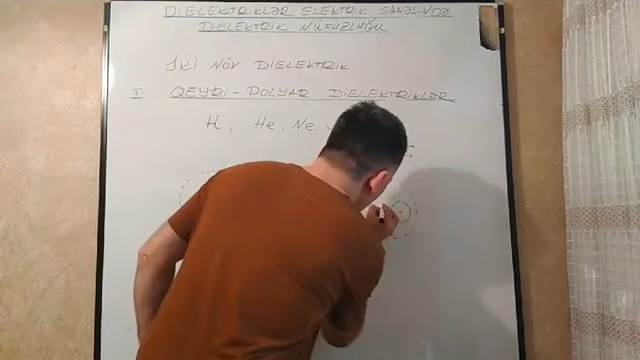 DİELEKTRİKLƏR ELEKTRİK SAHƏSİNDƏ
DİELEKTRİK NÜFUZLUĞU
İKİ NÖV DİELEKTRİK
I QEYRİ-POLYAR DİELEKTRİKLƏR
H, He, Ne,